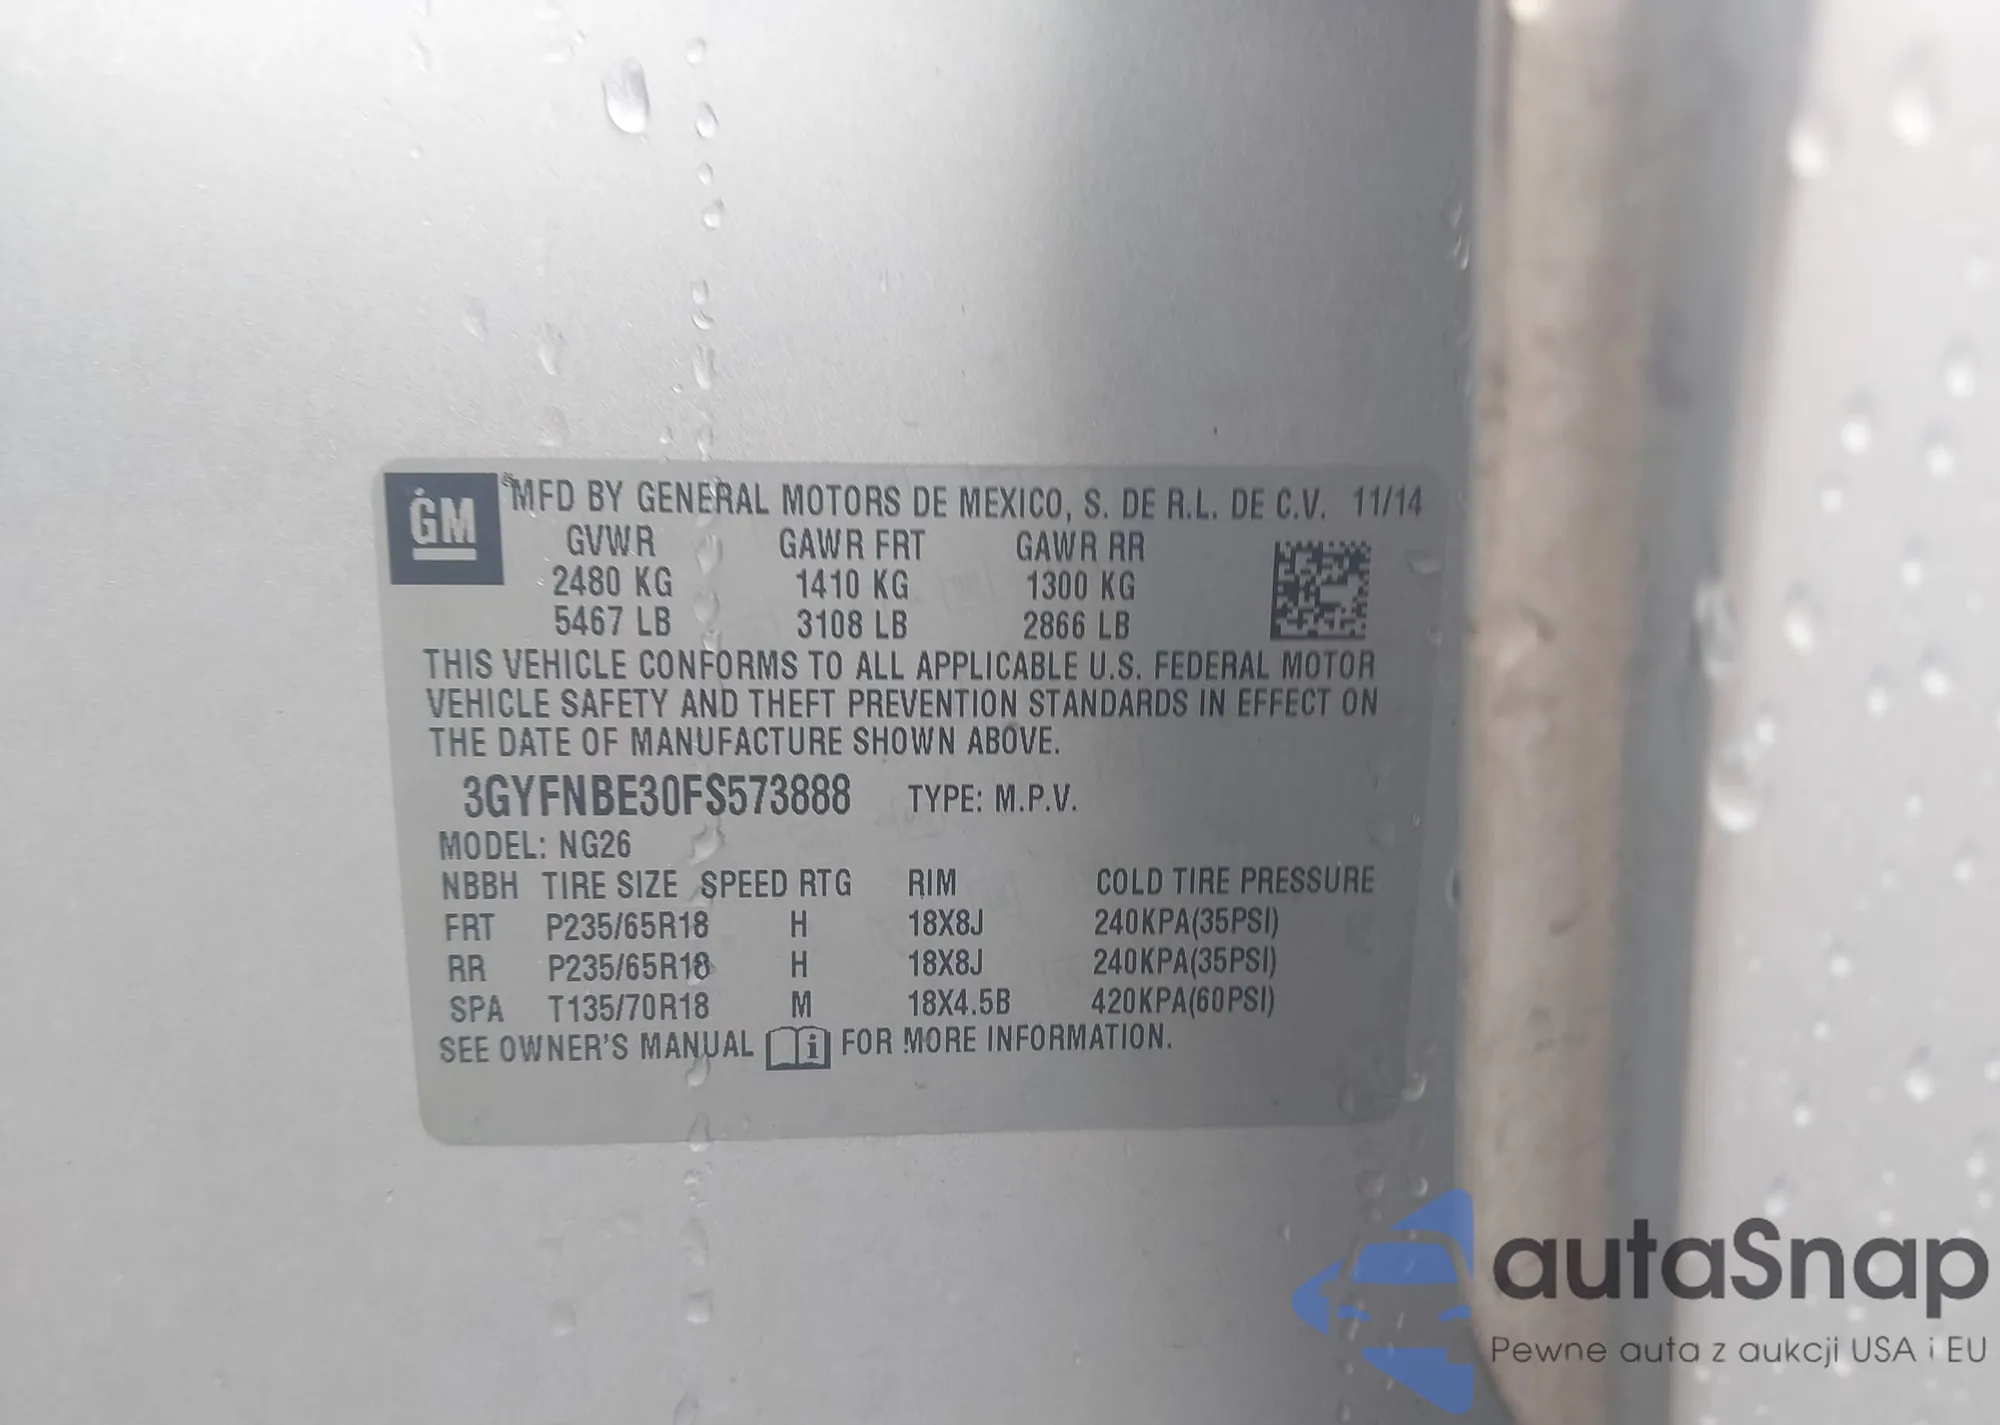 GM MFD BY GENERAL MOTORS DE MEXICO, S. DE R.L. DE C.V. 11/14
GVWR GAWR FRT GAWR RR
2480 KG 1410 KG 1300 KG
5467 LB 3108 LB 2866 LB
THIS VEHICLE CONFORMS TO ALL APPLICABLE U.S. FEDERAL MOTOR
VEHICLE SAFETY AND THEFT PREVENTION STANDARDS IN EFFECT ON
THE DATE OF MANUFACTURE SHOWN ABOVE.
3GYFNBE30FS573888 TYPE: M.P.V.
MODEL: NG26
NBBH TIRE SIZE SPEED RTG RIM COLD TIRE PRESSURE
FRT P235/65R18 H 18X8J 240KPA(35PSI)
RR P235/65R18 H 18X8J 240KPA(35PSI)
SPA T135/70R18 M 18X4.5B 420KPA(60PSI)
SEE OWNER'S MANUAL i FOR MORE INFORMATION.
autaSnap
Pewne auta z aukcji USA i EU